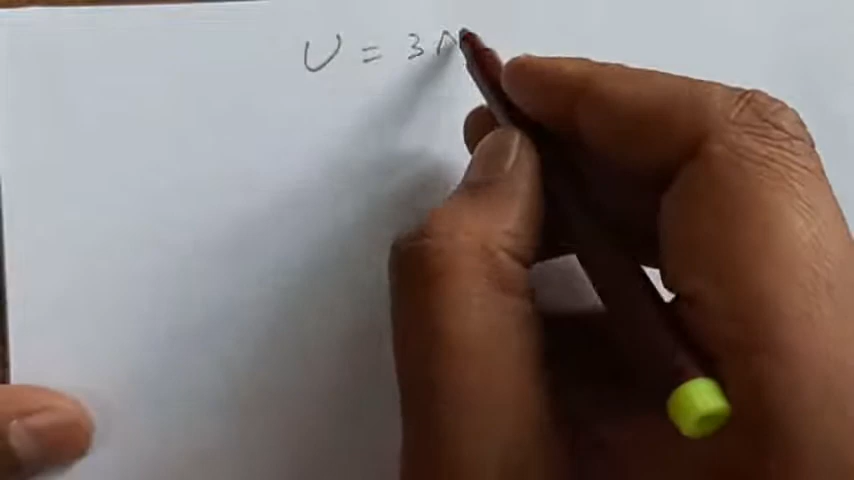 U = 3